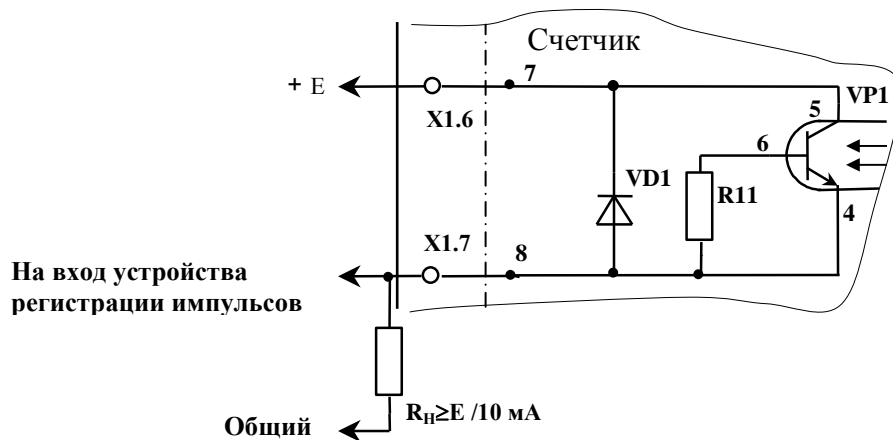 Счетчик
+ E
7
VP1
5
X1.6
6
VD1
R11
4
X1.7
8
На вход устройства
регистрации импульсов
Rн≥E /10 мА
Общий